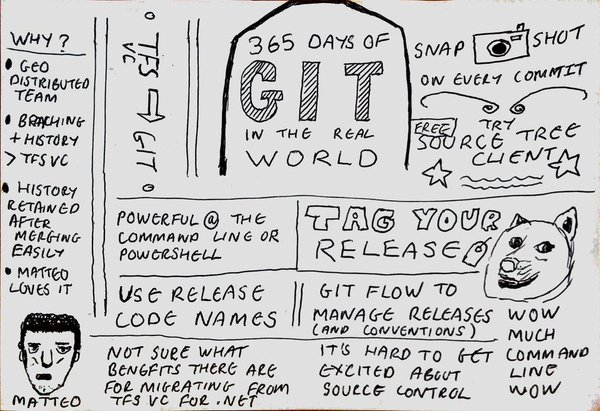 WHY?
• GEO
DISTRIBUTED
TEAM
• BRACHING
+ HISTORY
> TFSVC
• HISTORY
RETAINED
AFTER
MERGING
EASILY
• MATTEO
LOVES IT
MATTEO
• TFS VC → GIT •
365 DAYS OF
GIT
IN THE REAL
WORLD
SNAP SHOT
ON EVERY COMMIT
FREE TRY
SOURCE TREE
CLIENT
POWERFUL @ THE
COMMAND LINE OR
POWERSHELL
TAG YOUR
RELEASE
USE RELEASE
CODE NAMES
GIT FLOW TO
MANAGE RELEASES
(AND CONVENTIONS)
NOT SURE WHAT
BENEFITS THERE ARE
FOR MIGRATING FROM
TFS VC FOR .NET
IT'S HARD TO GET
EXCITED ABOUT
SOURCE CONTROL
WOW
MUCH
COMMAND
LINE
WOW